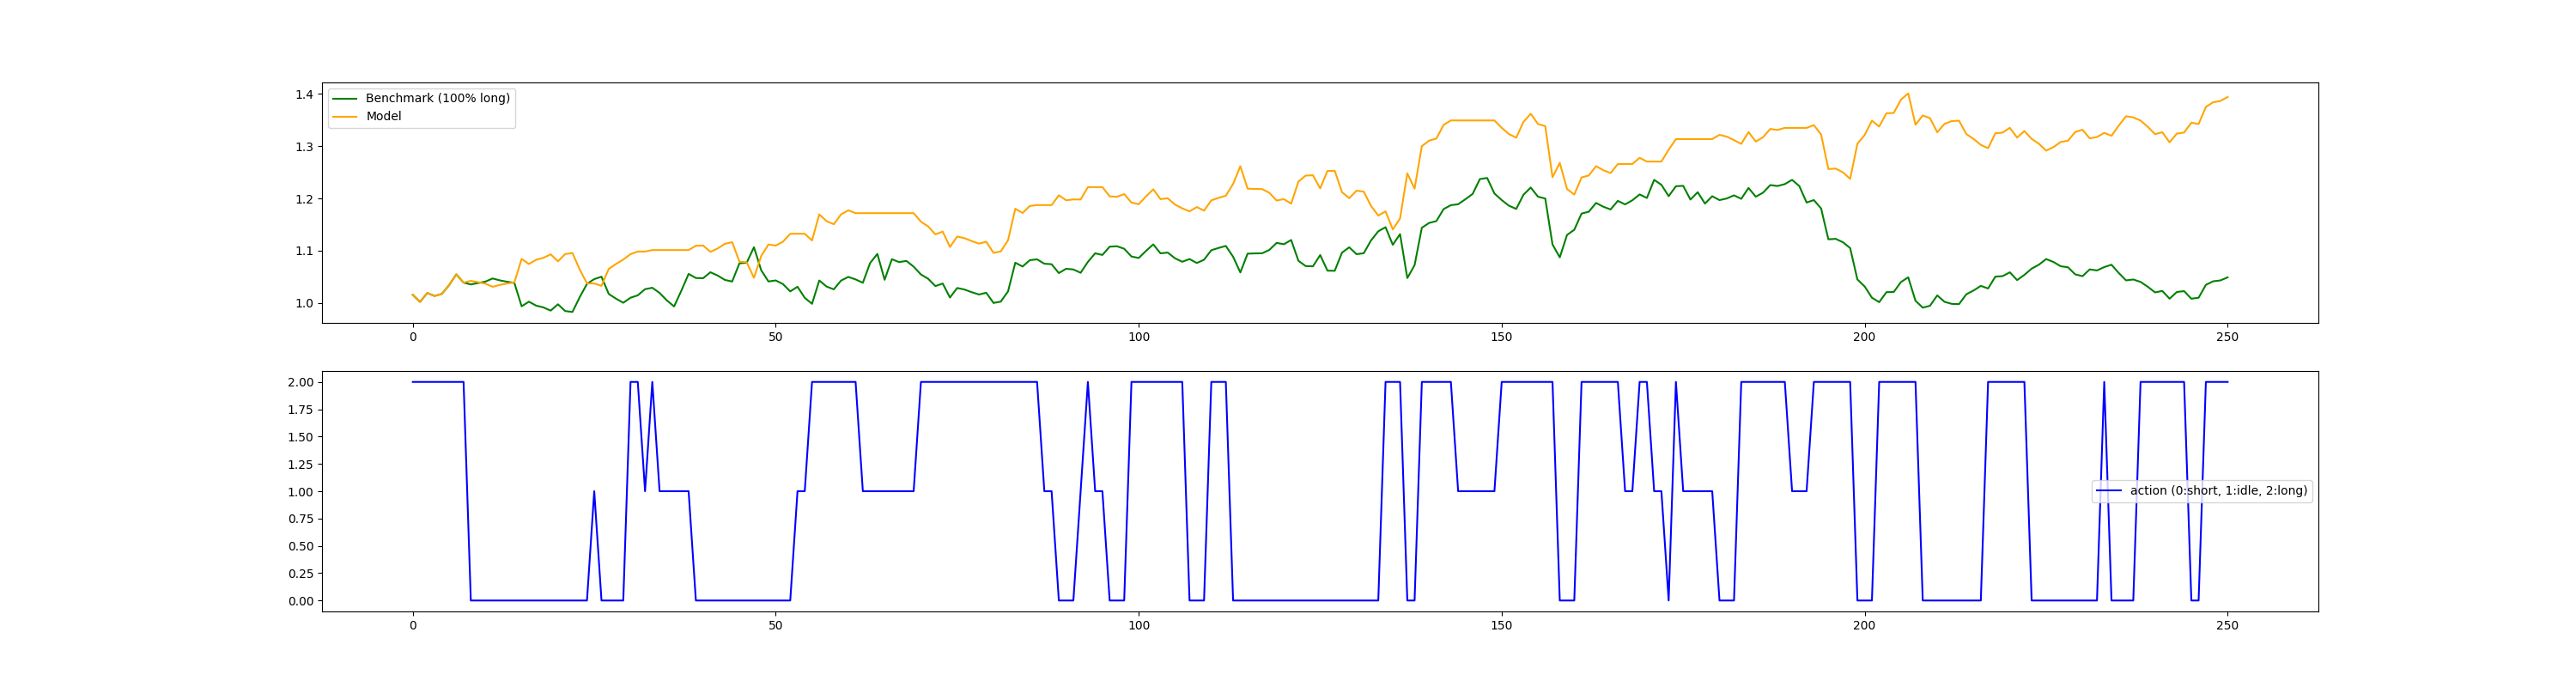 1.4
1.3
1.2
1.1
1.0
Benchmark (100% long)
Model
0 50 100 150 200 250
2.00
1.75
1.50
1.25
1.00
0.75
0.50
0.25
0.00
action (0:short, 1:idle, 2:long)
0 50 100 150 200 250